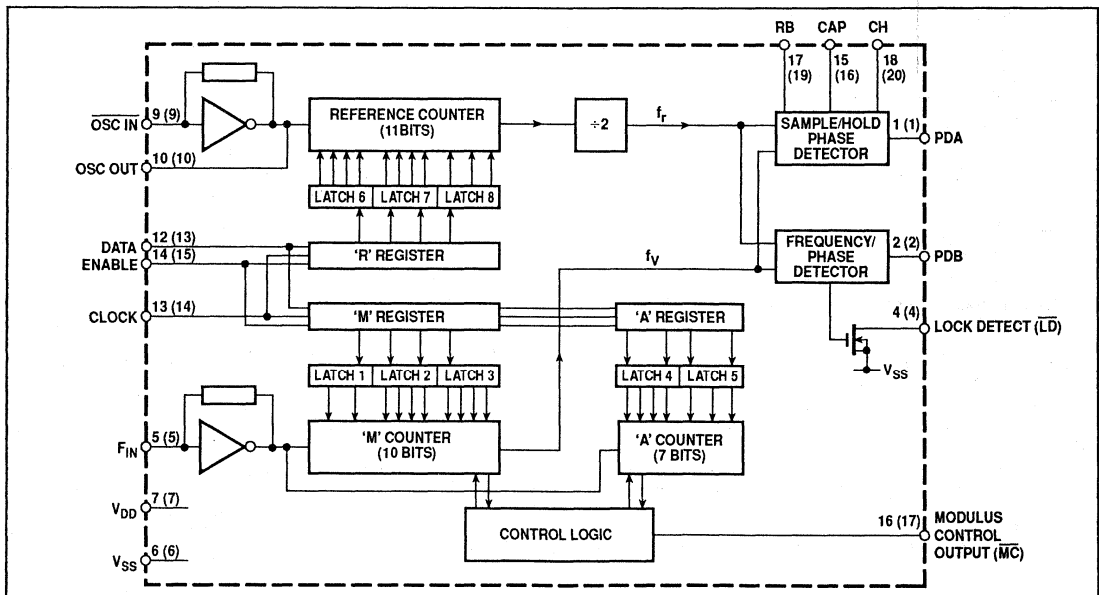 RB CAP CH
17 15 18
(19) (16) (20)
9 (9)
OSC IN
REFERENCE COUNTER
(11BITS)
÷2
fr
SAMPLE/HOLD
PHASE
DETECTOR
1 (1)
PDA
10 (10)
OSC OUT
LATCH 6 LATCH 7 LATCH 8
12 (13)
DATA
14 (15)
ENABLE
'R' REGISTER
fV
FREQUENCY/
PHASE
DETECTOR
2 (2)
PDB
13 (14)
CLOCK
'M' REGISTER
'A' REGISTER
4 (4)
LOCK DETECT (LD)
VSS
LATCH 1 LATCH 2 LATCH 3
LATCH 4 LATCH 5
5 (5)
FIN
'M' COUNTER
(10 BITS)
'A' COUNTER
(7 BITS)
7 (7)
VDD
CONTROL LOGIC
16 (17)
MODULUS
CONTROL
OUTPUT (MC)
6 (6)
VSS